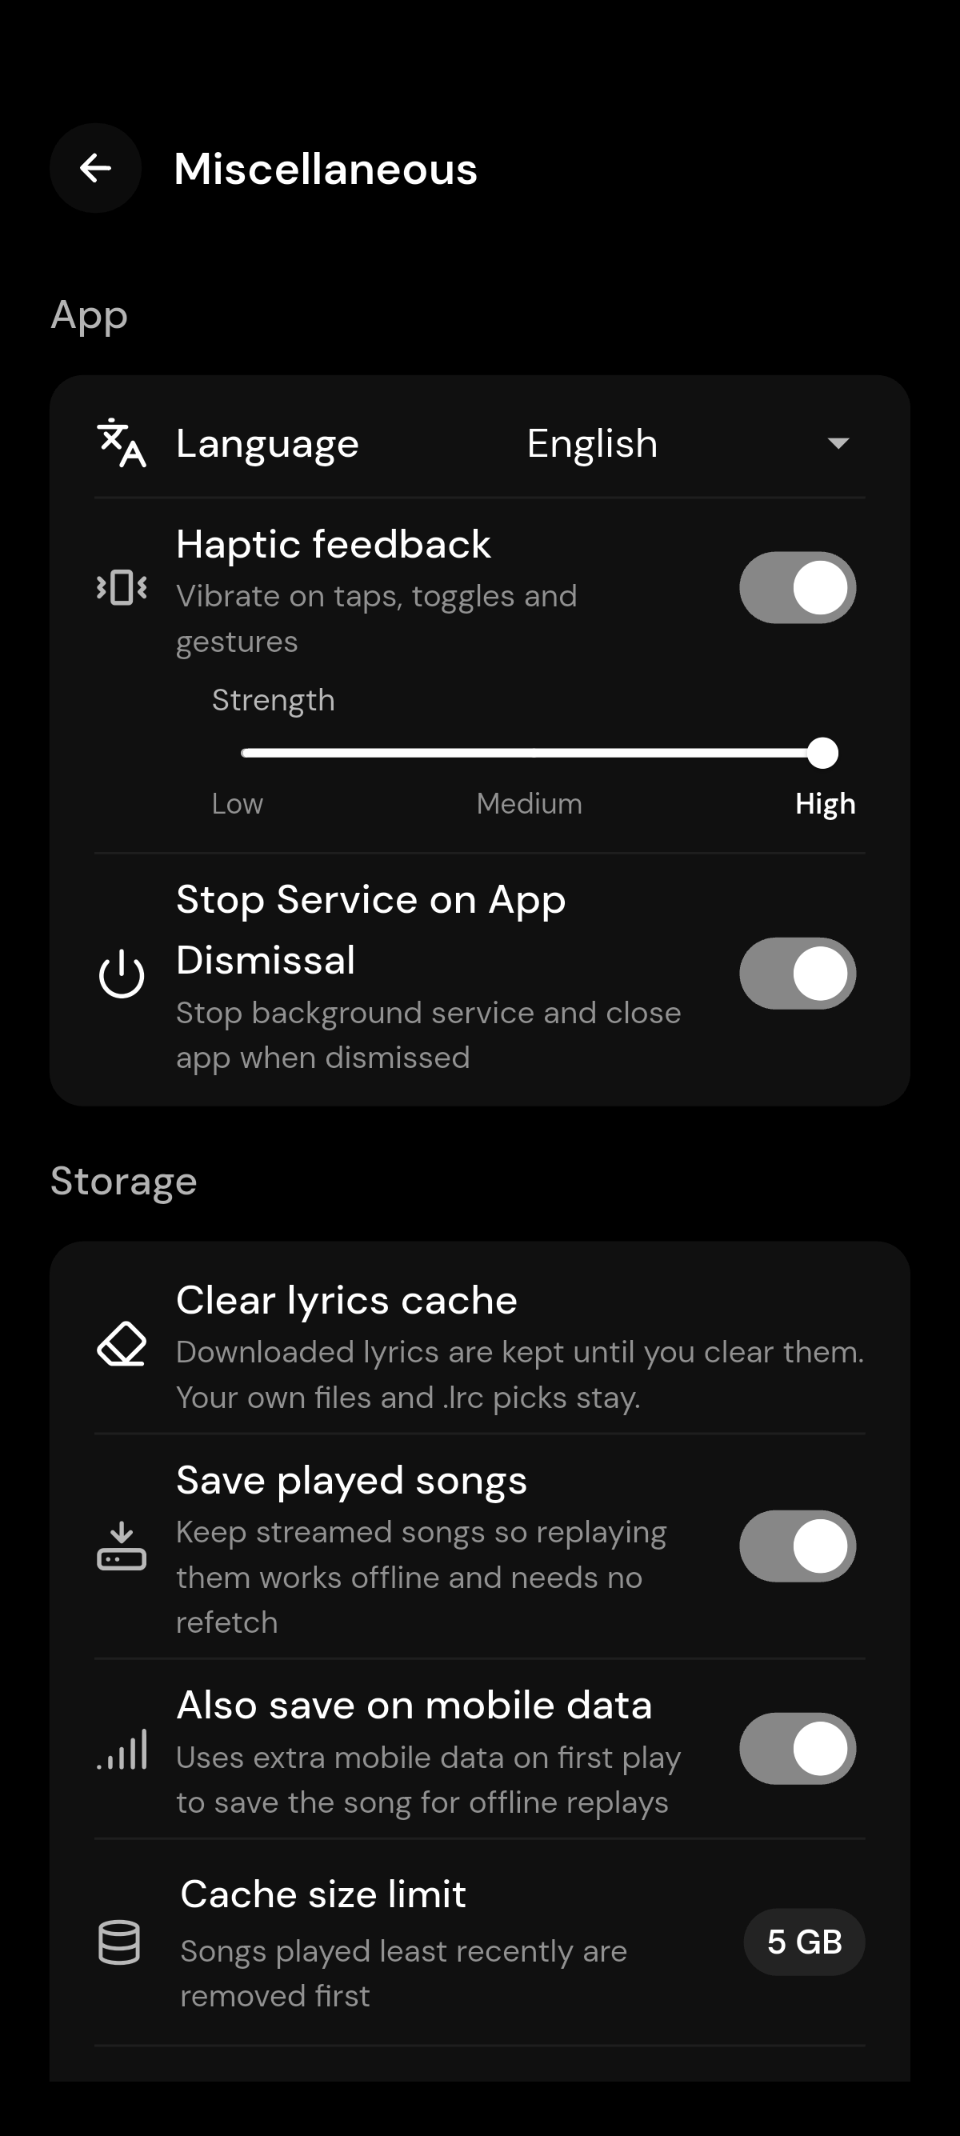 Miscellaneous
App
Language English
Haptic feedback
Vibrate on taps, toggles and
gestures
Strength
Low Medium High
Stop Service on App
Dismissal
Stop background service and close
app when dismissed
Storage
Clear lyrics cache
Downloaded lyrics are kept until you clear them.
Your own files and .lrc picks stay.
Save played songs
Keep streamed songs so replaying
them works offline and needs no
refetch
Also save on mobile data
Uses extra mobile data on first play
to save the song for offline replays
Cache size limit
Songs played least recently are
removed first
5 GB